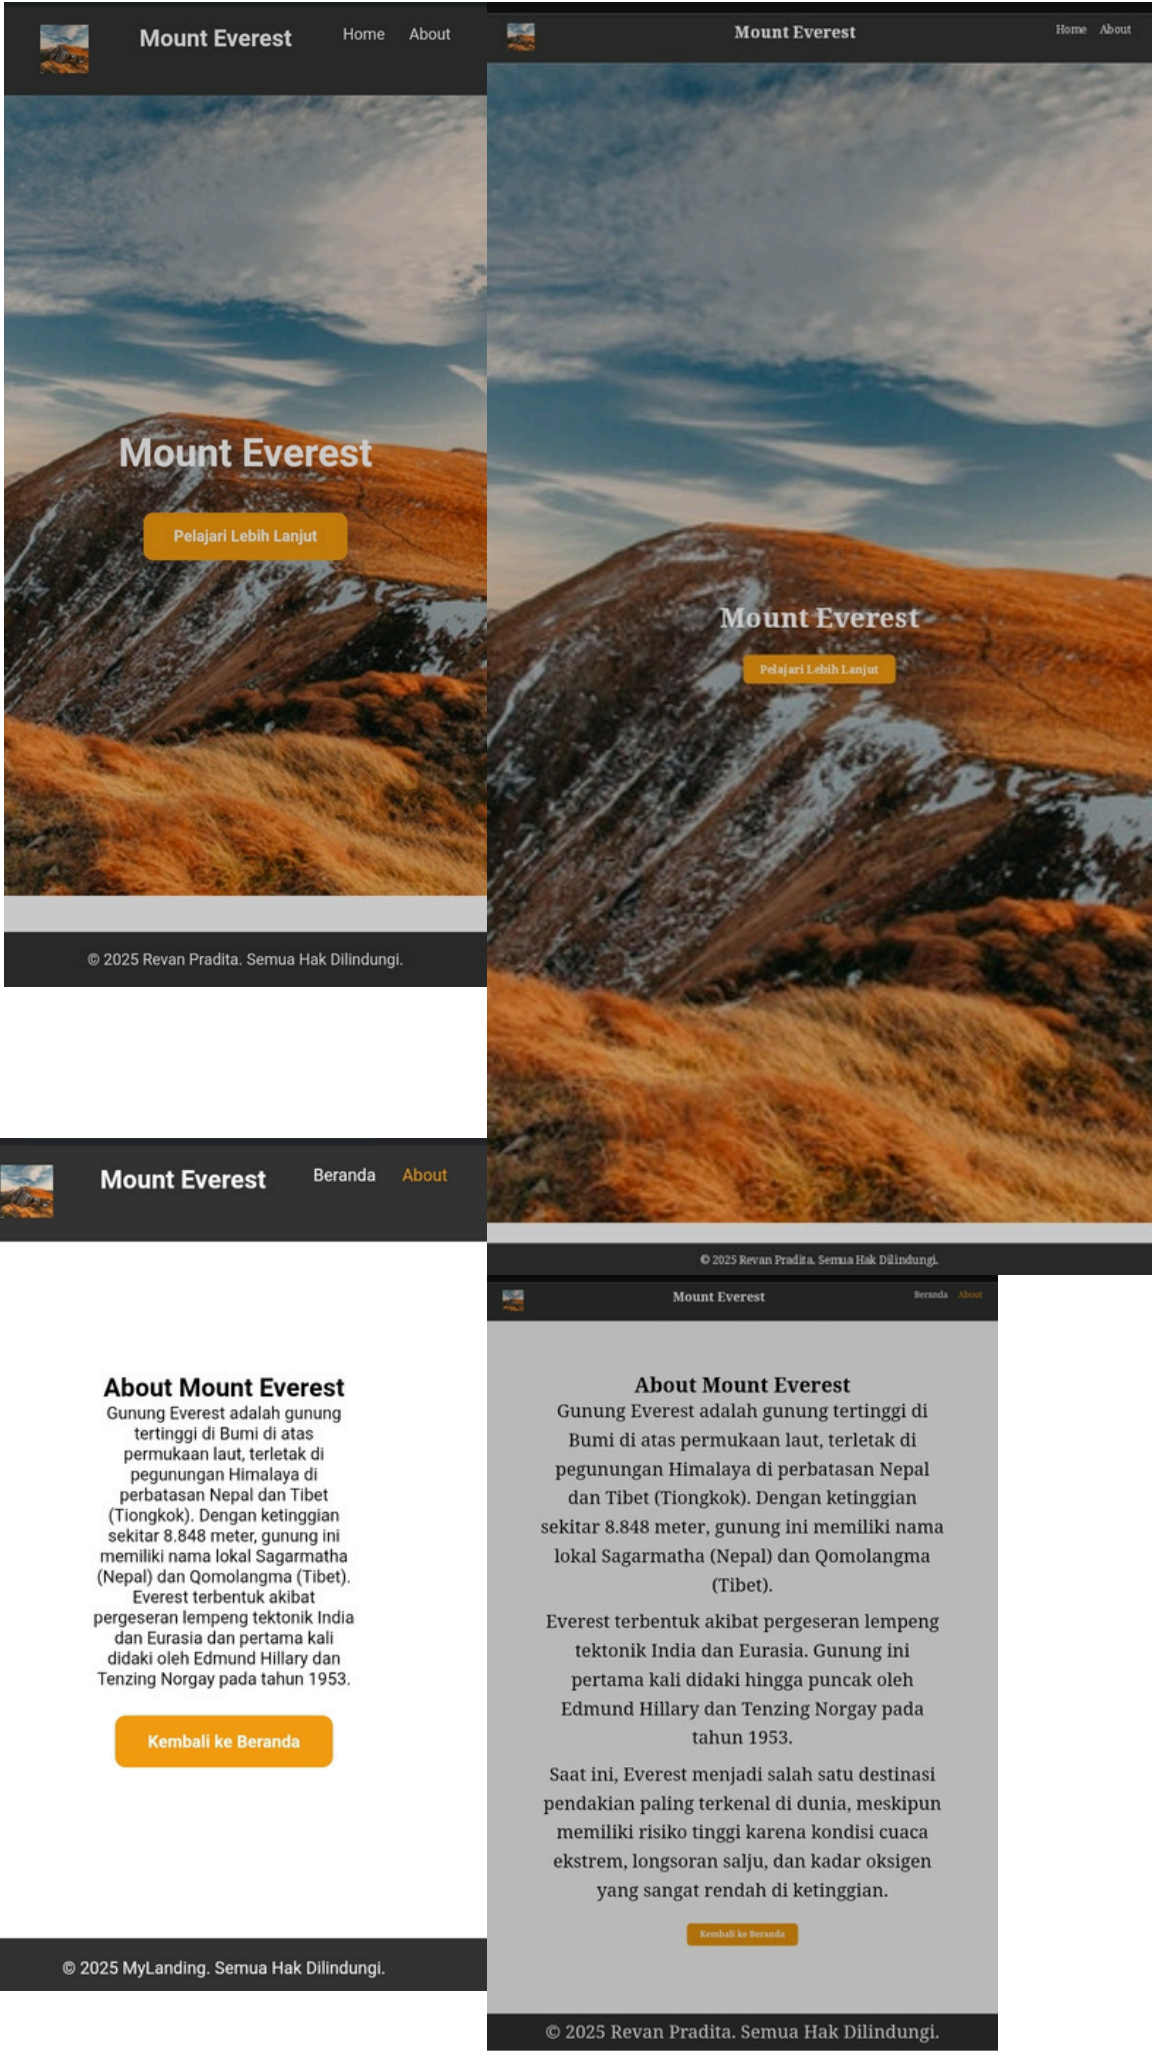 Mount Everest
Home About
Mount Everest
Pelajari Lebih Lanjut
© 2025 Revan Pradita. Semua Hak Dilindungi.
Mount Everest
Home About
Mount Everest
Pelajari Lebih Lanjut
© 2025 Revan Pradita. Semua Hak Dilindungi.
Mount Everest
Beranda About
About Mount Everest
Gunung Everest adalah gunung
tertinggi di Bumi di atas
permukaan laut, terletak di
pegunungan Himalaya di
perbatasan Nepal dan Tibet
(Tiongkok). Dengan ketinggian
sekitar 8.848 meter, gunung ini
memiliki nama lokal Sagarmatha
(Nepal) dan Qomolangma (Tibet).
Everest terbentuk akibat
pergeseran lempeng tektonik India
dan Eurasia dan pertama kali
didaki oleh Edmund Hillary dan
Tenzing Norgay pada tahun 1953.
Kembali ke Beranda
© 2025 MyLanding. Semua Hak Dilindungi.
Mount Everest
Beranda About
About Mount Everest
Gunung Everest adalah gunung tertinggi di
Bumi di atas permukaan laut, terletak di
pegunungan Himalaya di perbatasan Nepal
dan Tibet (Tiongkok). Dengan ketinggian
sekitar 8.848 meter, gunung ini memiliki nama
lokal Sagarmatha (Nepal) dan Qomolangma
(Tibet).
Everest terbentuk akibat pergeseran lempeng
tektonik India dan Eurasia. Gunung ini
pertama kali didaki hingga puncak oleh
Edmund Hillary dan Tenzing Norgay pada
tahun 1953.
Saat ini, Everest menjadi salah satu destinasi
pendakian paling terkenal di dunia, meskipun
memiliki risiko tinggi karena kondisi cuaca
ekstrem, longsoran salju, dan kadar oksigen
yang sangat rendah di ketinggian.
Kembali ke Beranda
© 2025 Revan Pradita. Semua Hak Dilindungi.